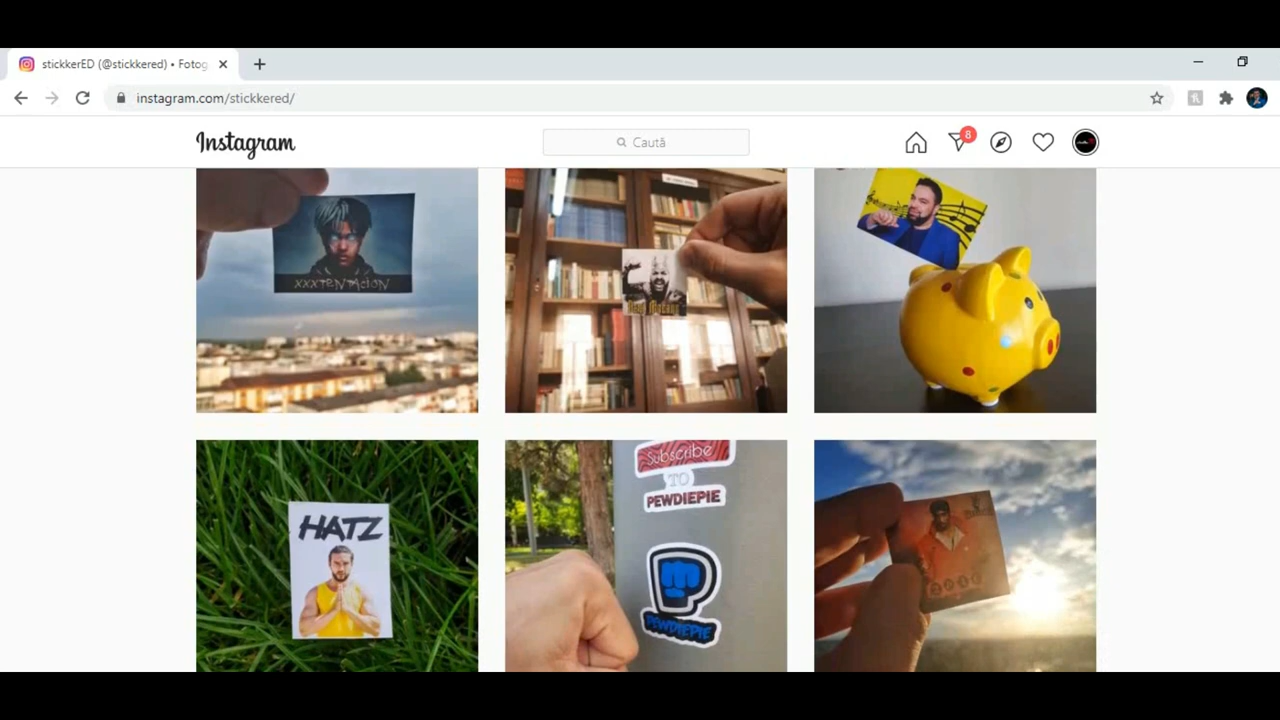 stickkerED (@stickkered) • Fotog
instagram.com/stickkered/
Instagram
Caută
8
XXXTENTACION
HATZ
Subscribe
TO
PEWDIEPIE
PEWDIEPIE